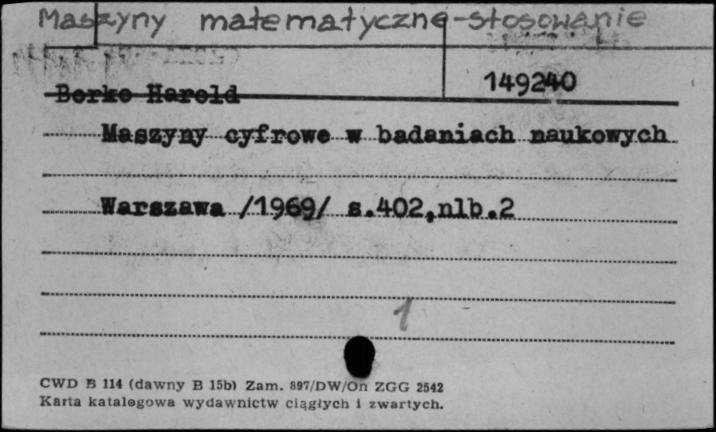 Maszyny matematyczne-stosowanie
149240
Borko Harold
Maszyny cyfrowe w badaniach naukowych
Warszawa /1969/ s.402,nlb.2
1
CWD B 114 (dawny B 15b) Zam. 897/DW/On ZGG 2542
Karta katalogowa wydawnictw ciągłych i zwartych.